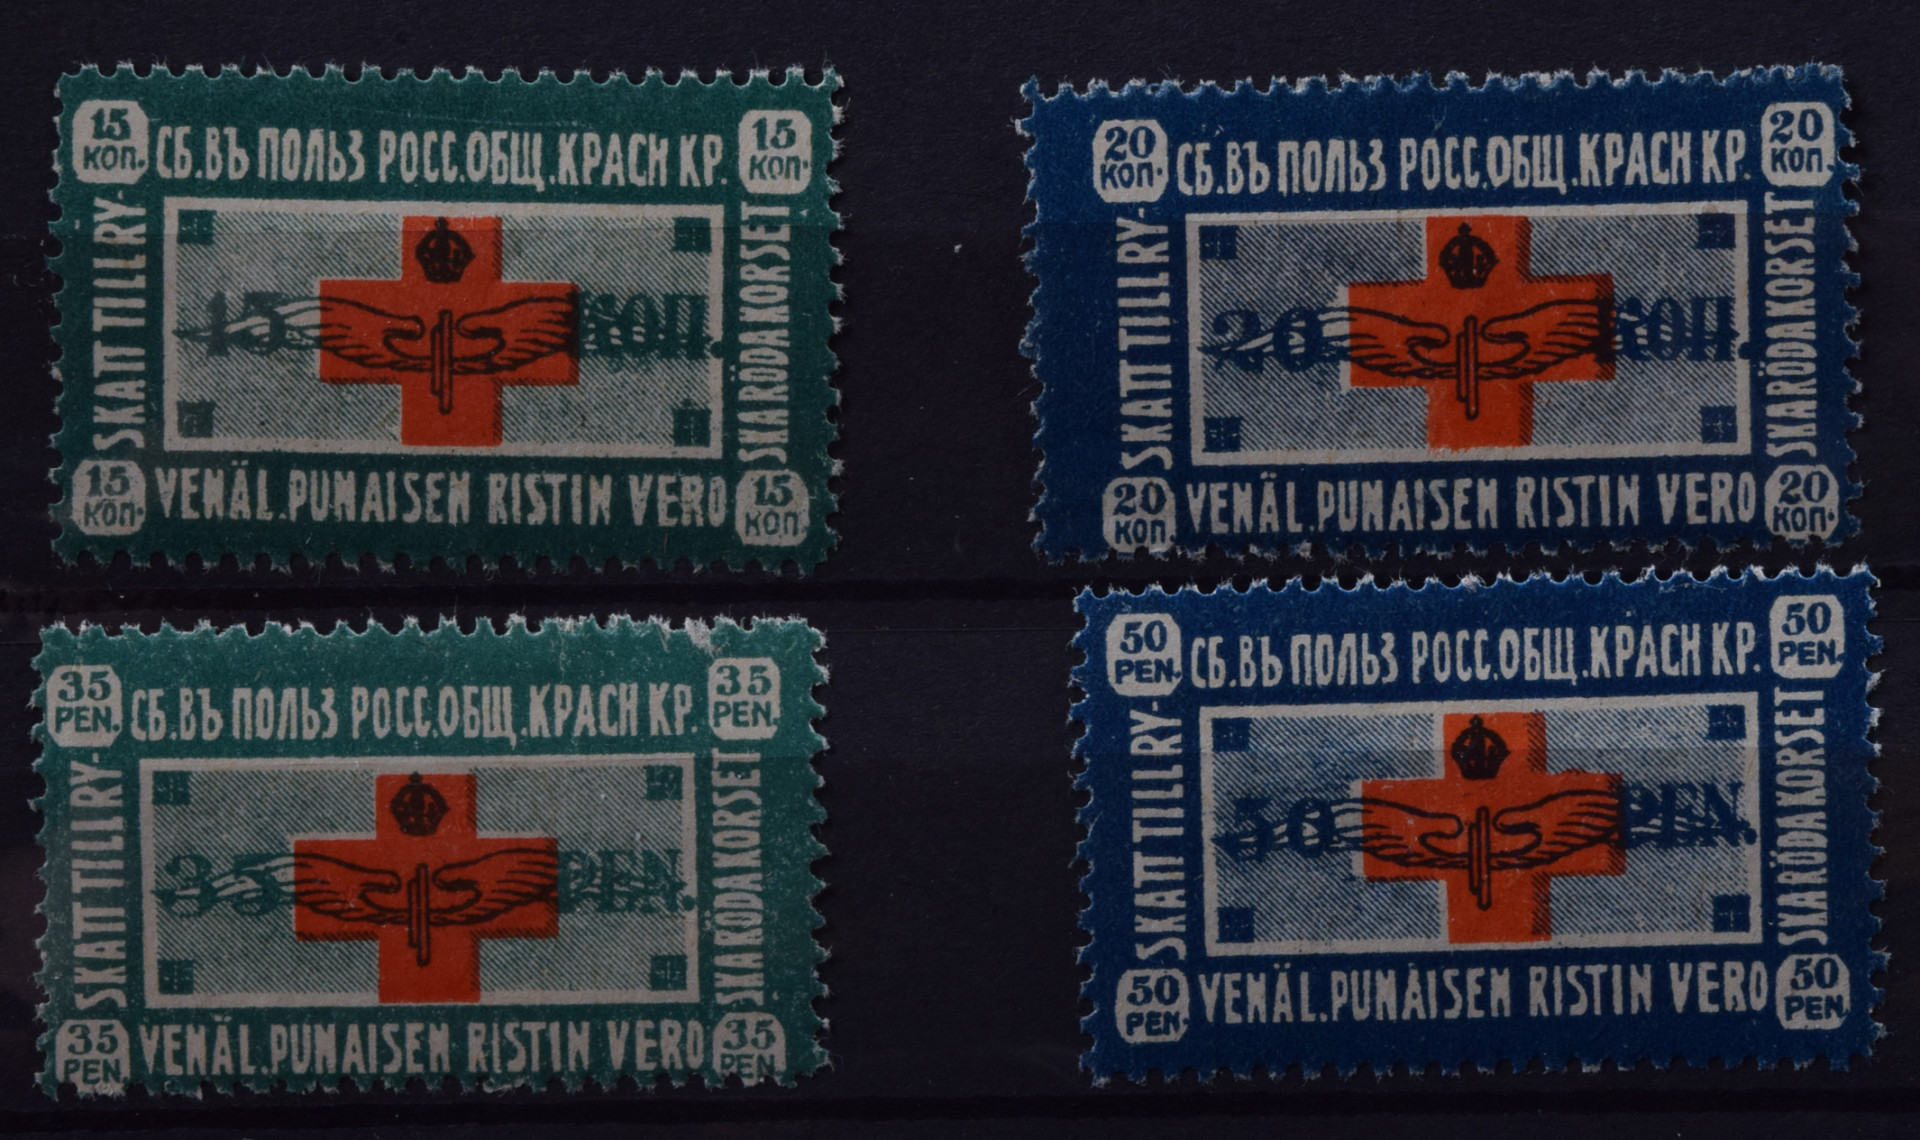 15 КОП. СБ.ВЪ ПОЛЬЗ РОСС.ОБЩ.КРАСН КР. 15 КОП.
SKATT TILL RY-
15 КОП.
SKA RÖDA KORSET
15 КОП. VENÄL.PUNAISEN RISTIN VERO 15 КОП.
20 КОП. СБ.ВЪ ПОЛЬЗ РОСС.ОБЩ.КРАСН КР. 20 КОП.
SKATT TILL RY-
20 КОП.
SKA RÖDA KORSET
20 КОП. VENÄL.PUNAISEN RISTIN VERO 20 КОП.
35 PEN. СБ.ВЪ ПОЛЬЗ РОСС.ОБЩ.КРАСН КР. 35 PEN.
SKATT TILL RY-
35 PEN.
SKA RÖDA KORSET
35 PEN. VENÄL.PUNAISEN RISTIN VERO 35 PEN.
50 PEN. СБ.ВЪ ПОЛЬЗ РОСС.ОБЩ.КРАСН КР. 50 PEN.
SKATT TILL RY-
50 PEN.
SKA RÖDA KORSET
50 PEN. VENÄL.PUNAISEN RISTIN VERO 50 PEN.